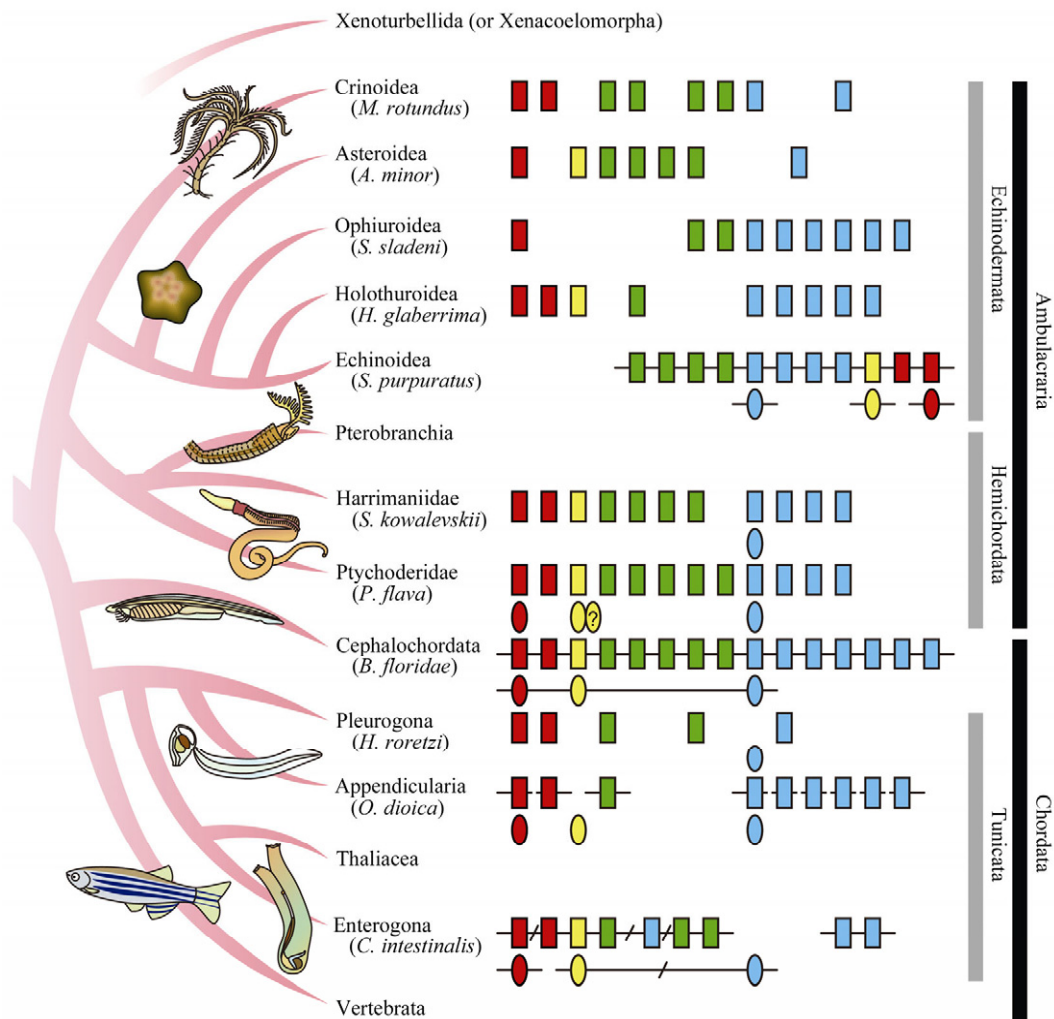 Xenoturbellida (or Xenacoelomorpha)
Crinoidea
(M. rotundus)
Asteroidea
(A. minor)
Ophiuroidea
(S. sladeni)
Holothuroidea
(H. glaberrima)
Echinoidea
(S. purpuratus)
Pterobranchia
Harrimaniidae
(S. kowalevskii)
Ptychoderidae
(P. flava)
?
Cephalochordata
(B. floridae)
Pleurogona
(H. roretzi)
Appendicularia
(O. dioica)
Thaliacea
Enterogona
(C. intestinalis)
Vertebrata
Echinodermata
Hemichordata
Ambulacraria
Tunicata
Chordata